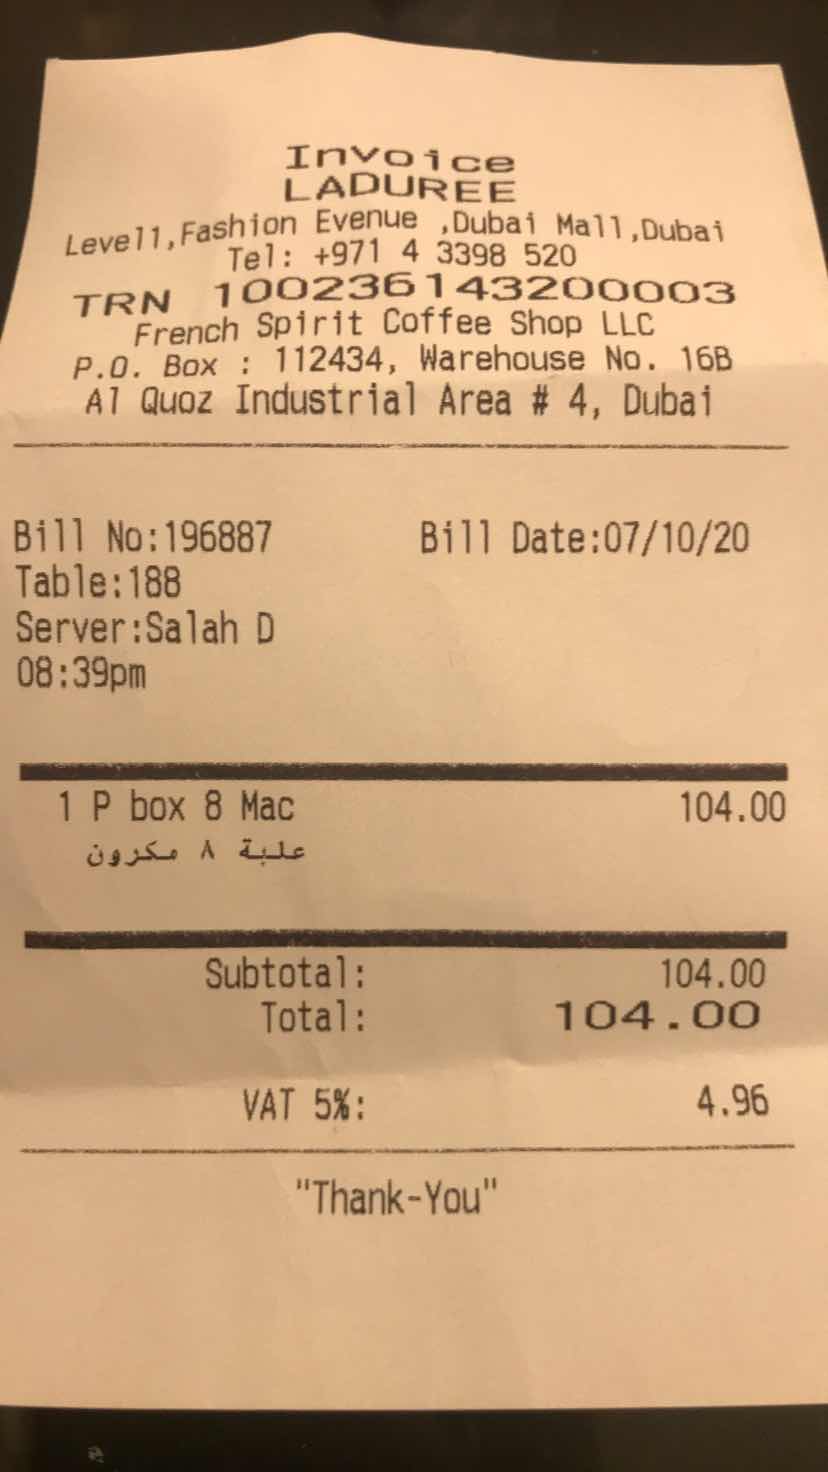 Invoice
LADUREE
Level1,Fashion Evenue ,Dubai Mall,Dubai
Tel: +971 4 3398 520
TRN 100236143200003
French Spirit Coffee Shop LLC
P.O. Box : 112434, Warehouse No. 16B
Al Quoz Industrial Area # 4, Dubai
Bill No:196887 Bill Date:07/10/20
Table:188
Server:Salah D
08:39pm
1 P box 8 Mac 104.00
علبة ٨ مكرون
Subtotal: 104.00
Total: 104.00
VAT 5%: 4.96
"Thank-You"